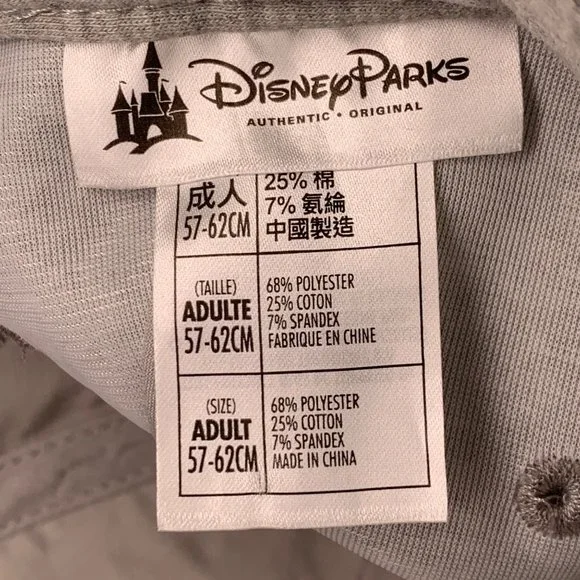 Disney Parks
AUTHENTIC • ORIGINAL
成人
57-62CM
25% 棉
7% 氨綸
中國製造
(TAILLE)
ADULTE
57-62CM
68% POLYESTER
25% COTON
7% SPANDEX
FABRIQUE EN CHINE
(SIZE)
ADULT
57-62CM
68% POLYESTER
25% COTTON
7% SPANDEX
MADE IN CHINA